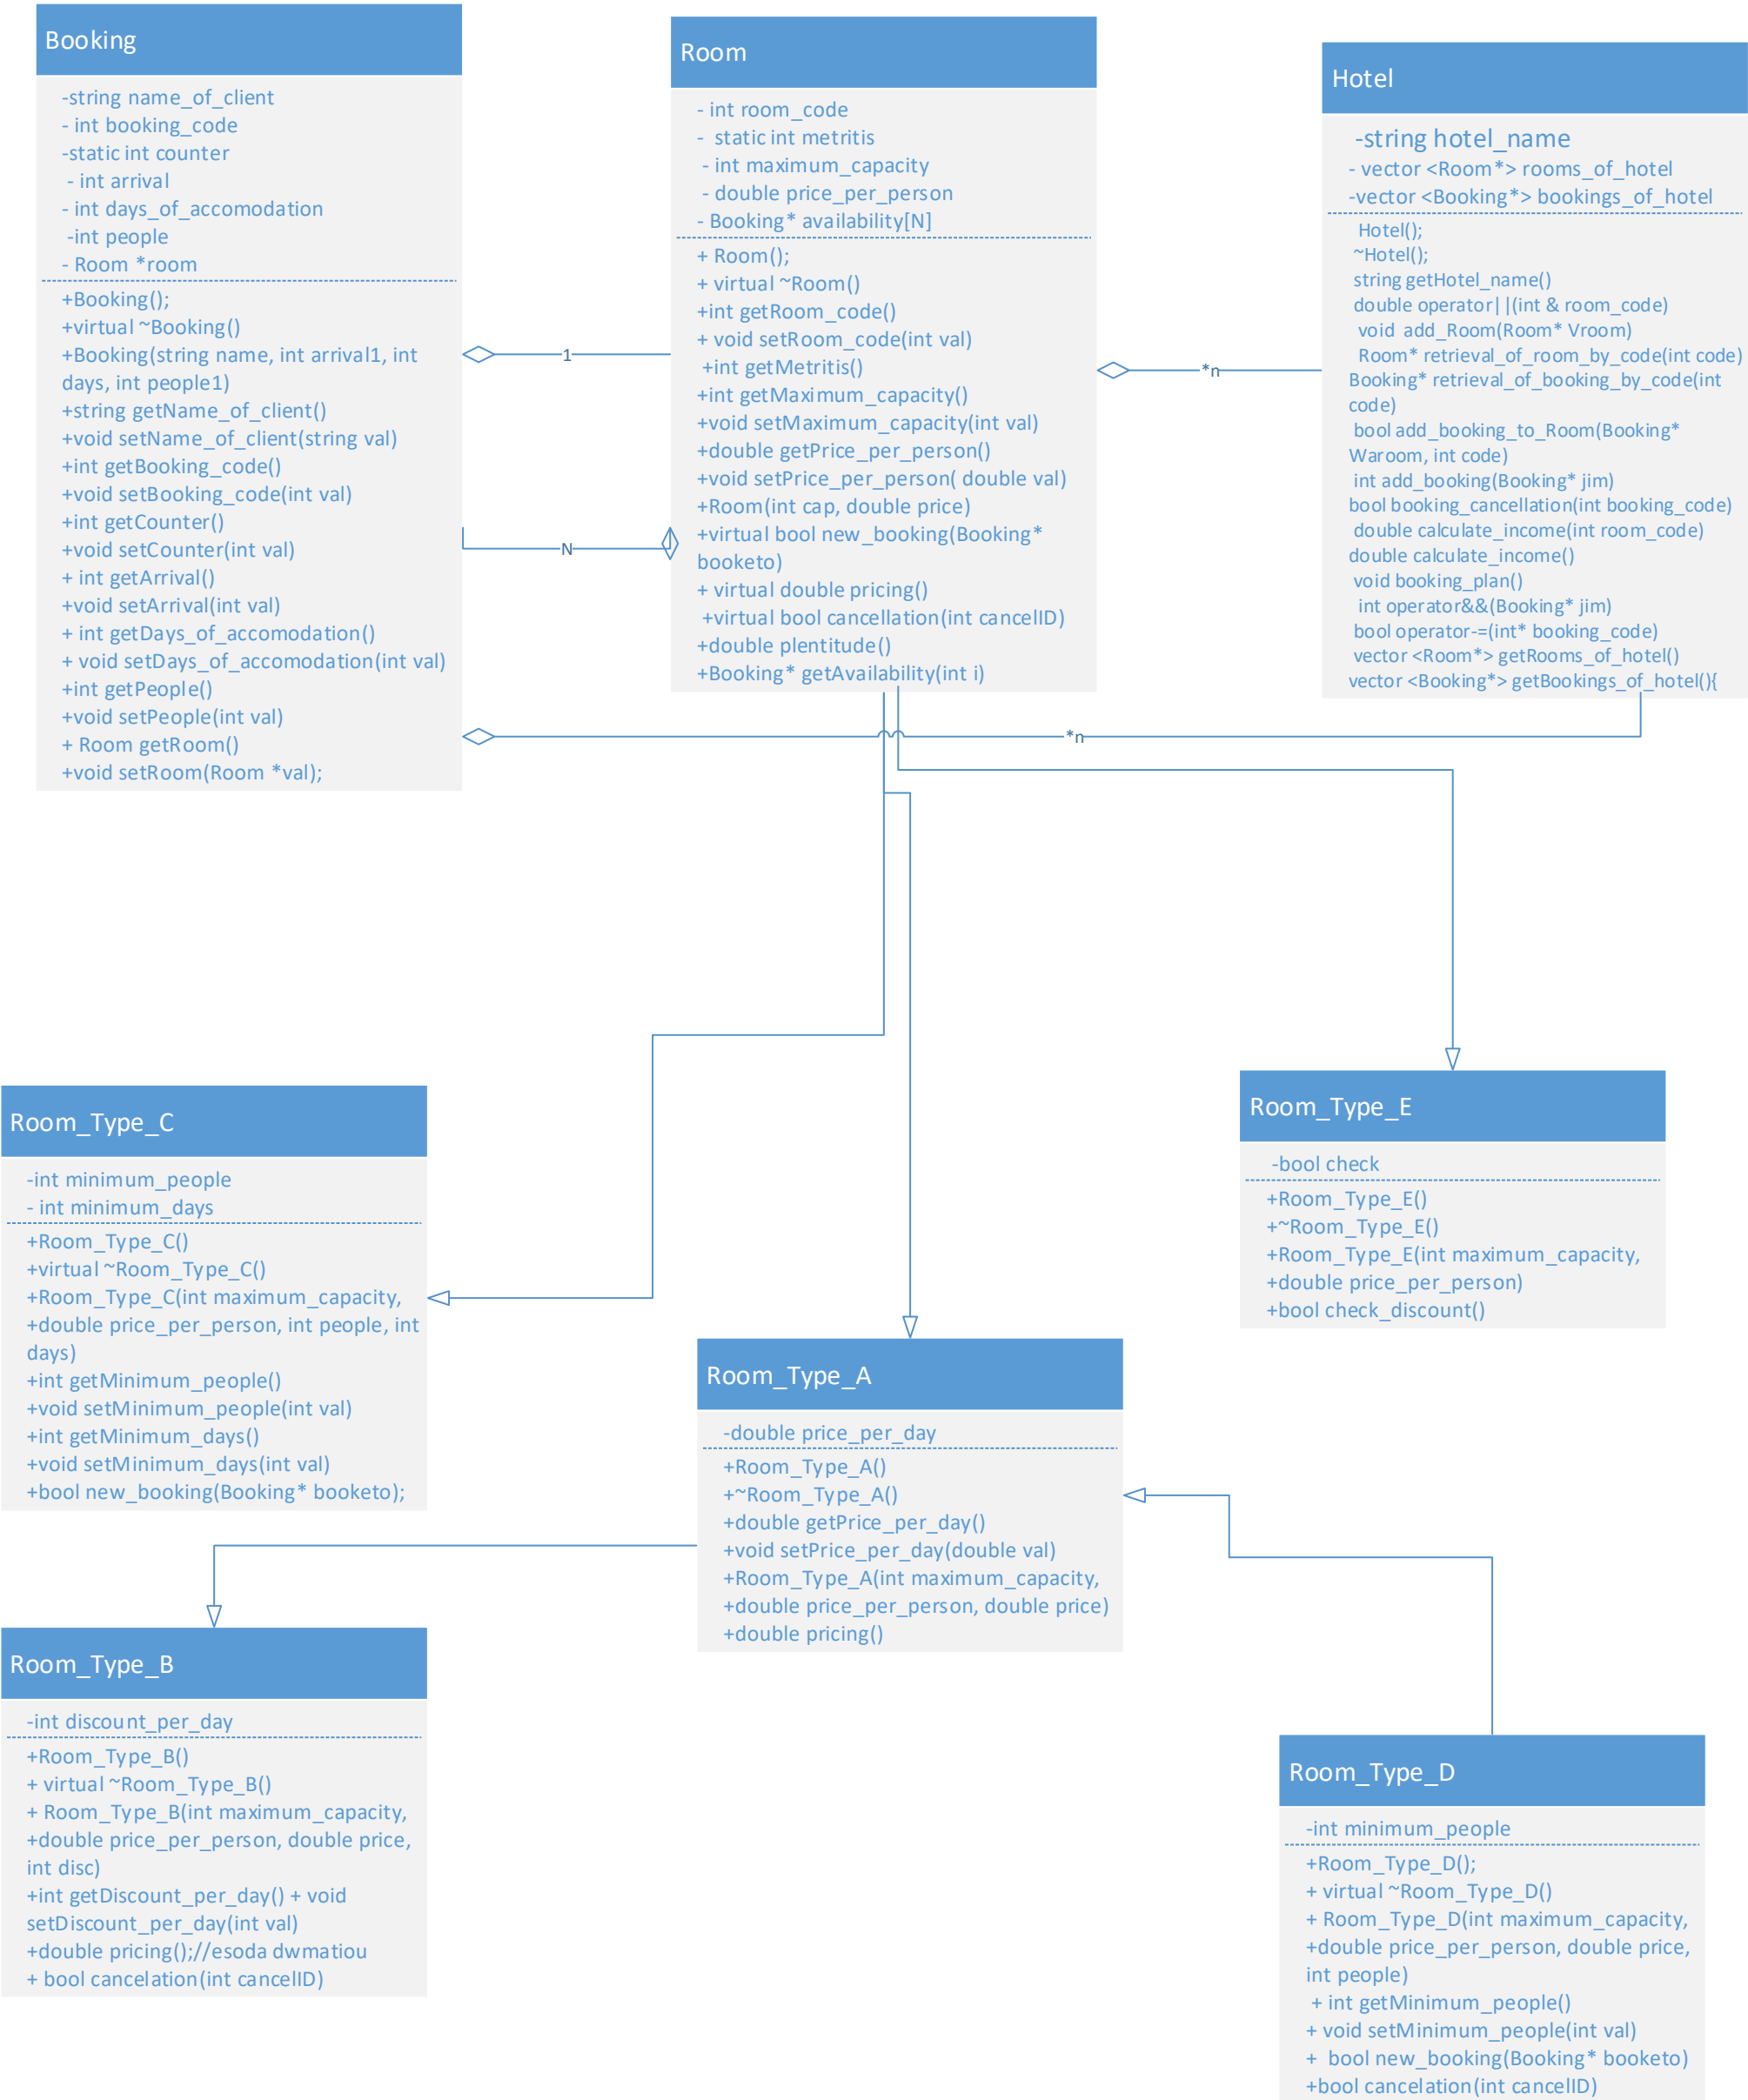 Booking
-string name_of_client
- int booking_code
-static int counter
- int arrival
- int days_of_accomodation
-int people
- Room *room
+Booking();
+virtual ~Booking()
+Booking(string name, int arrival1, int
days, int people1)
+string getName_of_client()
+void setName_of_client(string val)
+int getBooking_code()
+void setBooking_code(int val)
+int getCounter()
+void setCounter(int val)
+ int getArrival()
+void setArrival(int val)
+ int getDays_of_accomodation()
+ void setDays_of_accomodation(int val)
+int getPeople()
+void setPeople(int val)
+ Room getRoom()
+void setRoom(Room *val);
1
N
Room
- int room_code
- static int metritis
- int maximum_capacity
- double price_per_person
- Booking* availability[N]
+ Room();
+ virtual ~Room()
+int getRoom_code()
+ void setRoom_code(int val)
+int getMetritis()
+int getMaximum_capacity()
+void setMaximum_capacity(int val)
+double getPrice_per_person()
+void setPrice_per_person( double val)
+Room(int cap, double price)
+virtual bool new_booking(Booking*
booketo)
+ virtual double pricing()
+virtual bool cancellation(int cancelID)
+double plentitude()
+Booking* getAvailability(int i)
*n
*n
Hotel
-string hotel_name
- vector <Room*> rooms_of_hotel
-vector <Booking*> bookings_of_hotel
Hotel();
~Hotel();
string getHotel_name()
double operator||(int & room_code)
void add_Room(Room* Vroom)
Room* retrieval_of_room_by_code(int code)
Booking* retrieval_of_booking_by_code(int
code)
bool add_booking_to_Room(Booking*
Waroom, int code)
int add_booking(Booking* jim)
bool booking_cancellation(int booking_code)
double calculate_income(int room_code)
double calculate_income()
void booking_plan()
int operator&&(Booking* jim)
bool operator-=(int* booking_code)
vector <Room*> getRooms_of_hotel()
vector <Booking*> getBookings_of_hotel(){
Room_Type_C
-int minimum_people
- int minimum_days
+Room_Type_C()
+virtual ~Room_Type_C()
+Room_Type_C(int maximum_capacity,
+double price_per_person, int people, int
days)
+int getMinimum_people()
+void setMinimum_people(int val)
+int getMinimum_days()
+void setMinimum_days(int val)
+bool new_booking(Booking* booketo);
Room_Type_E
-bool check
+Room_Type_E()
+~Room_Type_E()
+Room_Type_E(int maximum_capacity,
+double price_per_person)
+bool check_discount()
Room_Type_A
-double price_per_day
+Room_Type_A()
+~Room_Type_A()
+double getPrice_per_day()
+void setPrice_per_day(double val)
+Room_Type_A(int maximum_capacity,
+double price_per_person, double price)
+double pricing()
Room_Type_B
-int discount_per_day
+Room_Type_B()
+ virtual ~Room_Type_B()
+ Room_Type_B(int maximum_capacity,
+double price_per_person, double price,
int disc)
+int getDiscount_per_day() + void
setDiscount_per_day(int val)
+double pricing();//esoda dwmatiou
+ bool cancelation(int cancelID)
Room_Type_D
-int minimum_people
+Room_Type_D();
+ virtual ~Room_Type_D()
+ Room_Type_D(int maximum_capacity,
+double price_per_person, double price,
int people)
+ int getMinimum_people()
+ void setMinimum_people(int val)
+ bool new_booking(Booking* booketo)
+bool cancelation(int cancelID)